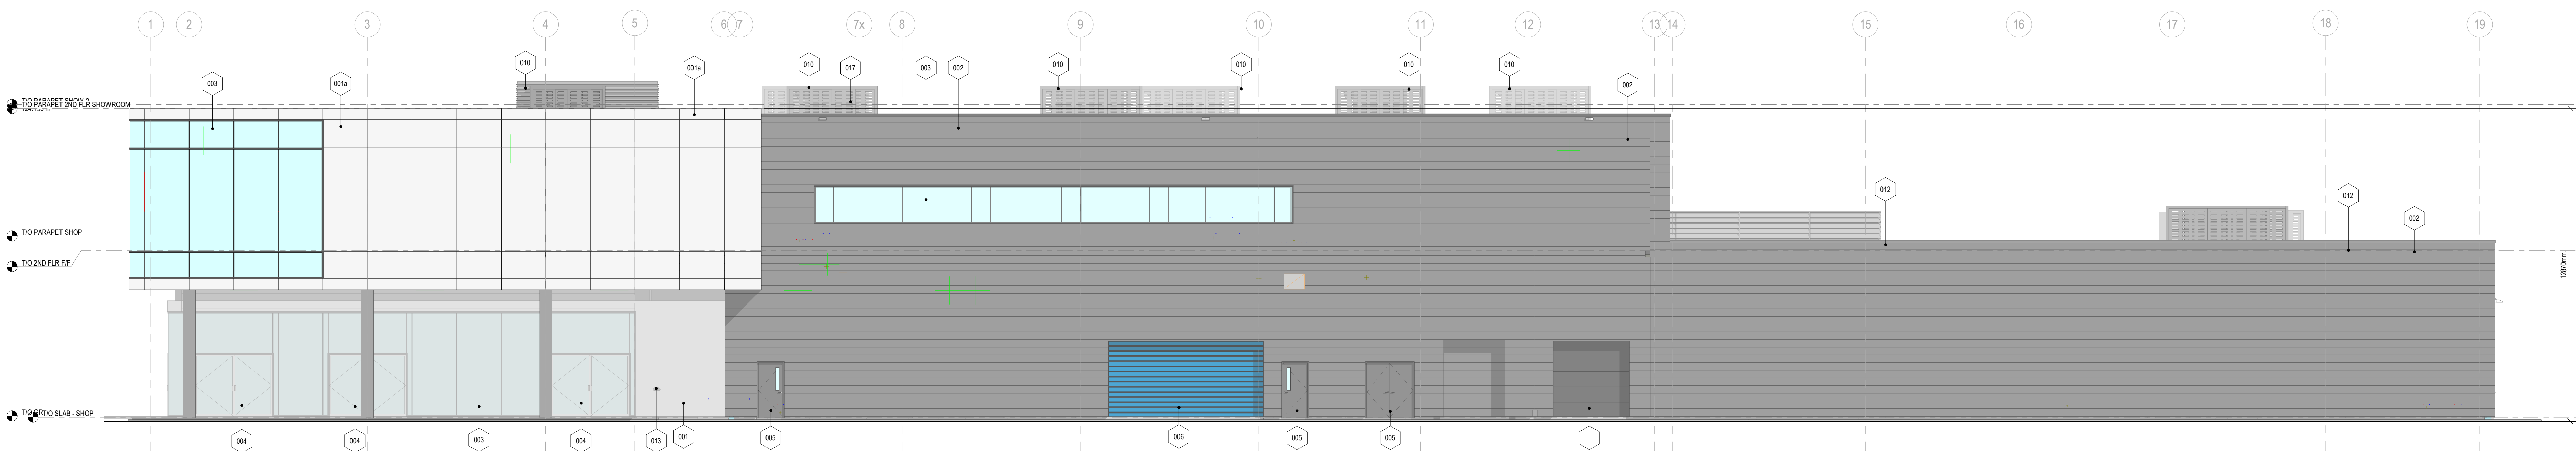 1 2 3 4 5 6 7 7x 8 9 10 11 12 13 14 15 16 17 18 19
010 001a 010 017 003 002 010 010 010 010
003 001a 002
T/O PARAPET 2ND FLR SHOWROOM
012 012 002
T/O PARAPET SHOP
T/O 2ND FLR F/F
12870mm
T/O SLAB - SHOP
004 004 003 004 013 001 005 006 005 005